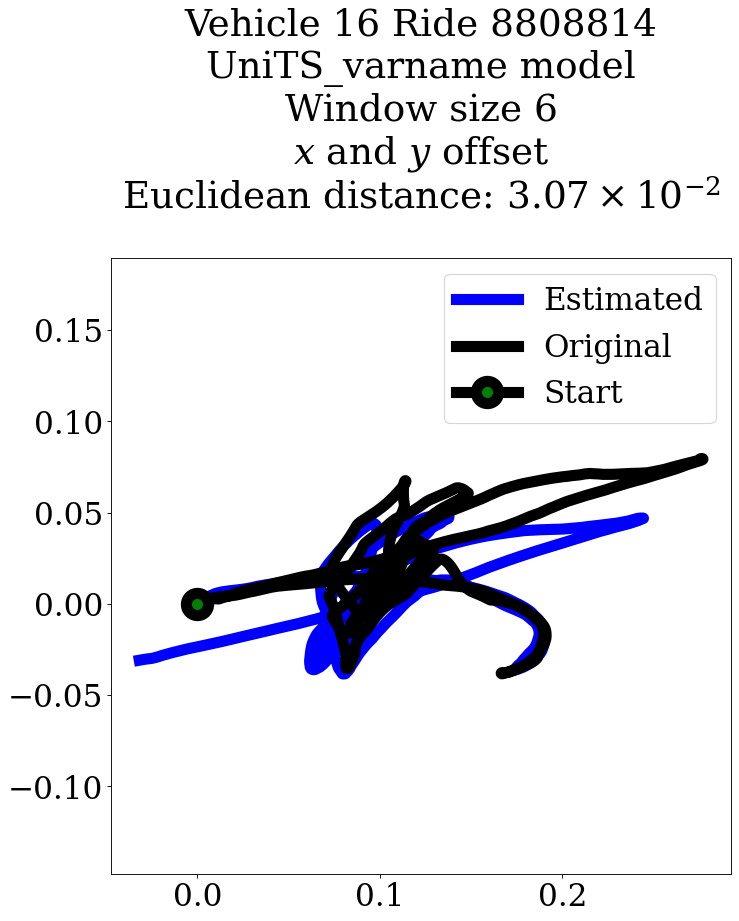 Vehicle 16 Ride 8808814
UniTS_varname model
Window size 6
x and y offset
Euclidean distance: 3.07 × 10⁻²
Estimated
Original
Start
0.15
0.10
0.05
0.00
−0.05
−0.10
0.0 0.1 0.2